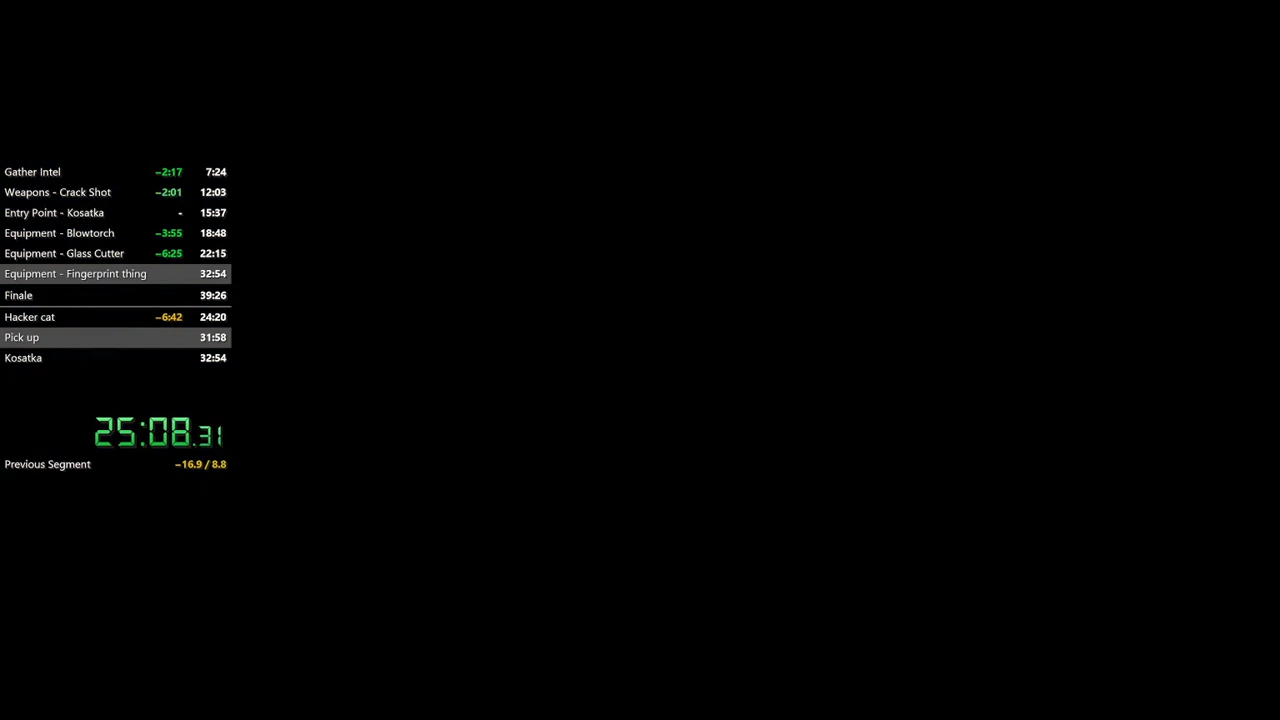 Gather Intel −2:17 7:24
Weapons - Crack Shot −2:01 12:03
Entry Point - Kosatka - 15:37
Equipment - Blowtorch −3:55 18:48
Equipment - Glass Cutter −6:25 22:15
Equipment - Fingerprint thing 32:54
Finale 39:26
Hacker cat −6:42 24:20
Pick up 31:58
Kosatka 32:54
25:08.31
Previous Segment −16.9 / 8.8